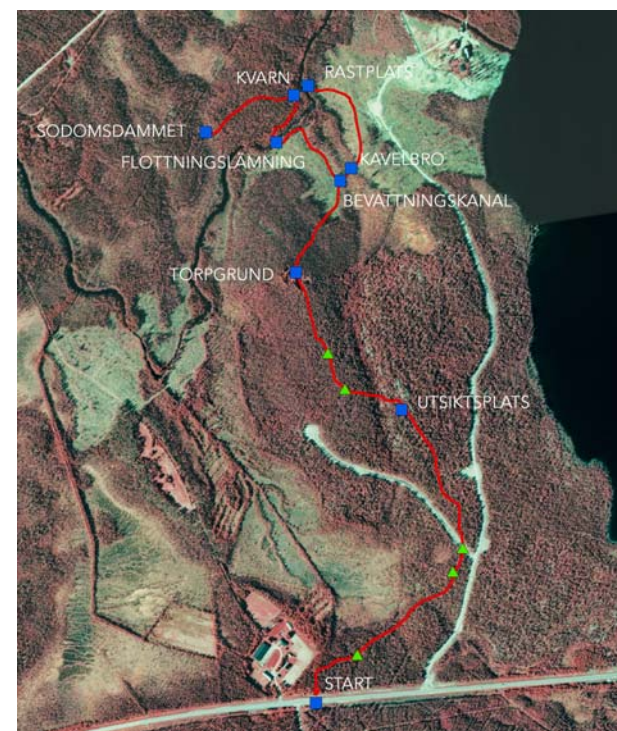 RASTPLATS
KVARN
SODOMSDAMMET
FLOTTNINGSLÄMNING
KAVELBRO
BEVATTNINGSKANAL
TORPGRUND
UTSIKTSPLATS
START